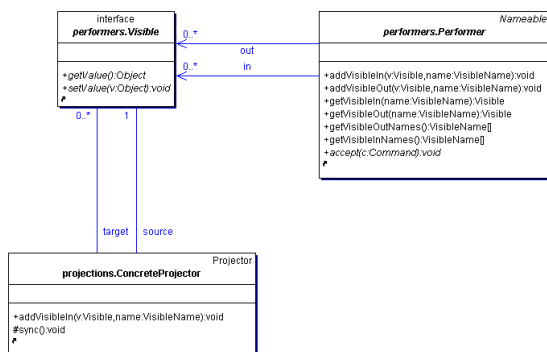 interface
performers.Visible
+getValue():Object
+setValue(v:Object):void
Nameable
performers.Performer
+addVisibleIn(v:Visible,name:VisibleName):void
+addVisibleOut(v:Visible,name:VisibleName):void
+getVisibleIn(name:VisibleName):Visible
+getVisibleOut(name:VisibleName):Visible
+getVisibleOutNames():VisibleName[]
+getVisibleInNames():VisibleName[]
+accept(c:Command):void
0..*
out
0..*
in
0..*
1
target
source
Projector
projections.ConcreteProjector
+addVisibleIn(v:Visible,name:VisibleName):void
#sync():void